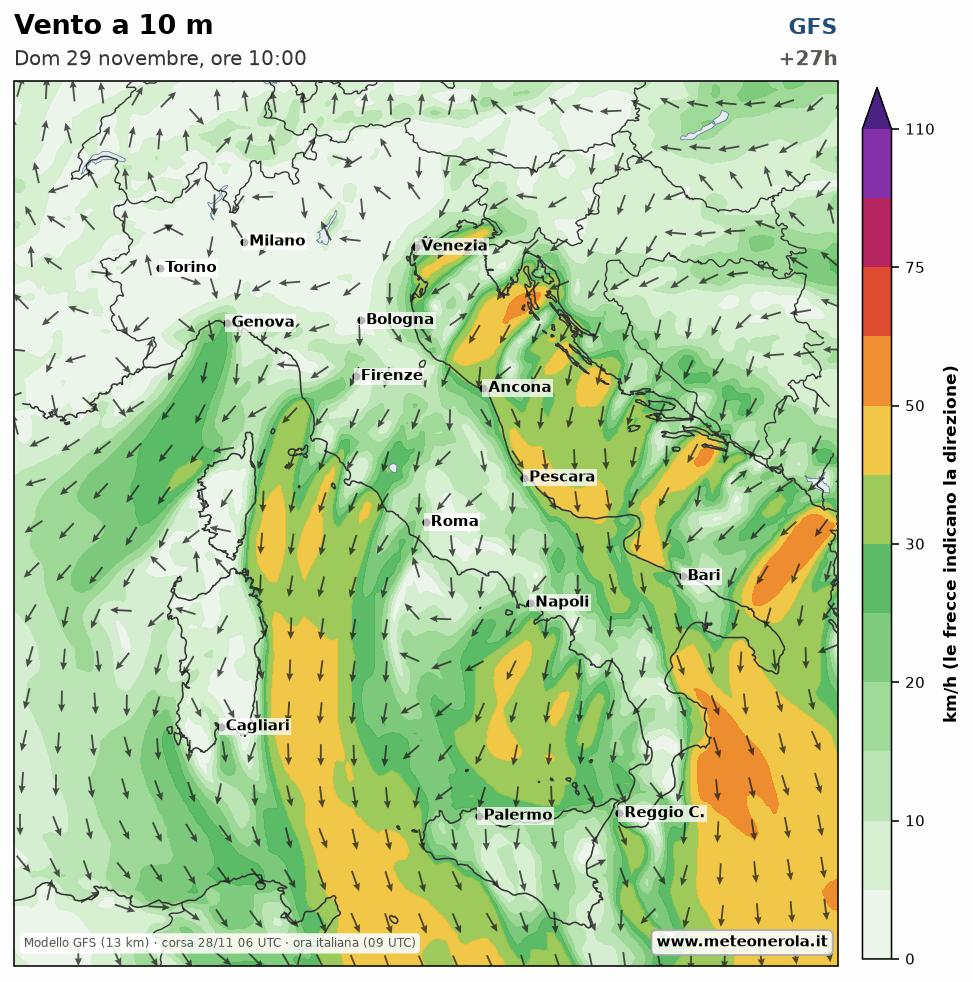 Vento a 10 m
GFS
Dom 29 novembre, ore 10:00
+27h
110
75
50
30
20
10
0
km/h (le frecce indicano la direzione)
Venezia
Milano
Torino
Genova
Bologna
Firenze
Ancona
Pescara
Roma
Bari
Napoli
Cagliari
Palermo
Reggio C.
Modello GFS (13 km) · corsa 28/11 06 UTC · ora italiana (09 UTC)
www.meteonerola.it